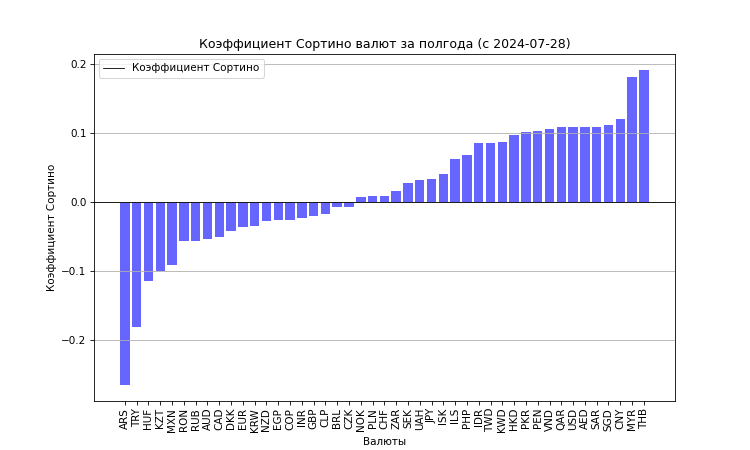 Коэффициент Сортино валют за полгода (с 2024-07-28)
Коэффициент Сортино
0.2
0.1
0.0
−0.1
−0.2
Коэффициент Сортино
ARS TRY HUF KZT MXN RON RUB AUD CAD DKK EUR KRW NZD EGP COP INR GBP CLP BRL CZK NOK PLN CHF ZAR SEK UAH JPY ISK ILS PHP IDR TWD KWD HKD PKR PEN VND QAR USD AED SAR SGD CNY MYR THB
Валюты